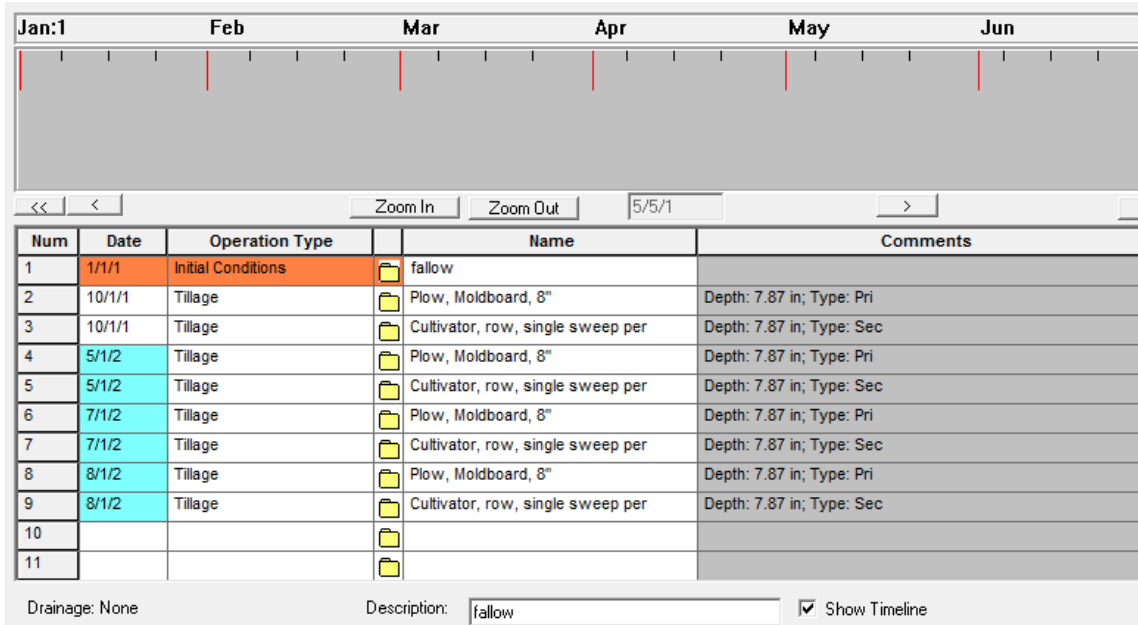 Jan:1 Feb Mar Apr May Jun
<< < Zoom In Zoom Out 5/5/1 >
Num Date Operation Type Name Comments
1 1/1/1 Initial Conditions fallow
2 10/1/1 Tillage Plow, Moldboard, 8" Depth: 7.87 in; Type: Pri
3 10/1/1 Tillage Cultivator, row, single sweep per Depth: 7.87 in; Type: Sec
4 5/1/2 Tillage Plow, Moldboard, 8" Depth: 7.87 in; Type: Pri
5 5/1/2 Tillage Cultivator, row, single sweep per Depth: 7.87 in; Type: Sec
6 7/1/2 Tillage Plow, Moldboard, 8" Depth: 7.87 in; Type: Pri
7 7/1/2 Tillage Cultivator, row, single sweep per Depth: 7.87 in; Type: Sec
8 8/1/2 Tillage Plow, Moldboard, 8" Depth: 7.87 in; Type: Pri
9 8/1/2 Tillage Cultivator, row, single sweep per Depth: 7.87 in; Type: Sec
10
11
Drainage: None Description: fallow Show Timeline